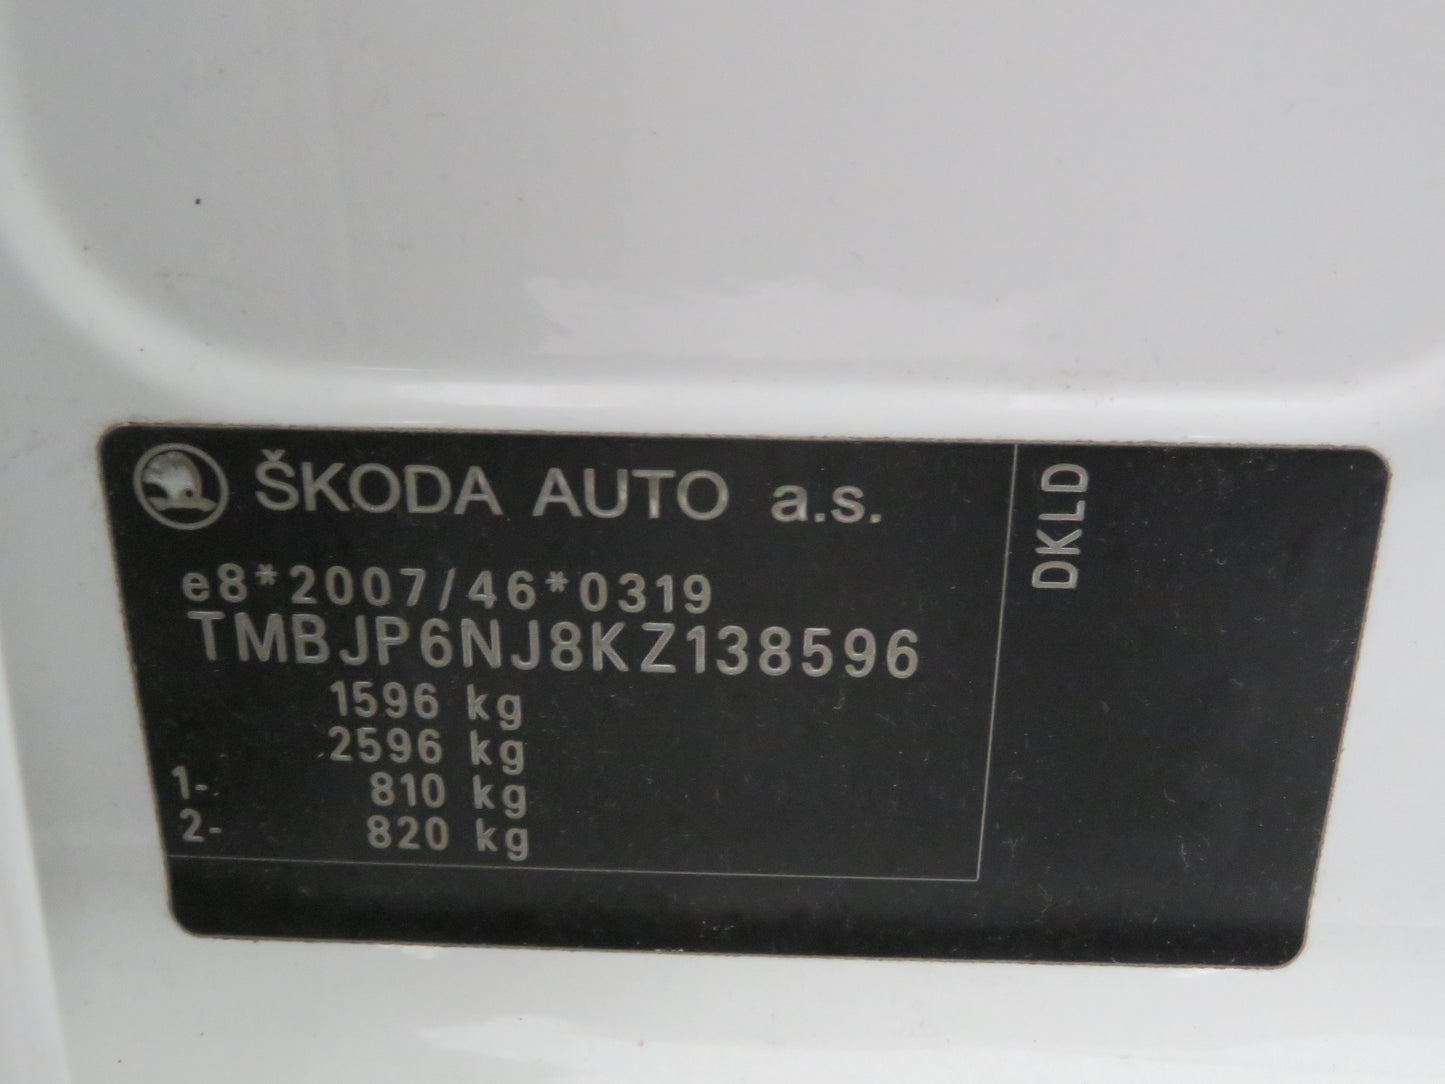 ŠKODA AUTO a.s.
e8*2007/46*0319
TMBJP6NJ8KZ138596
1596 kg
2596 kg
1- 810 kg
2- 820 kg
DKLD